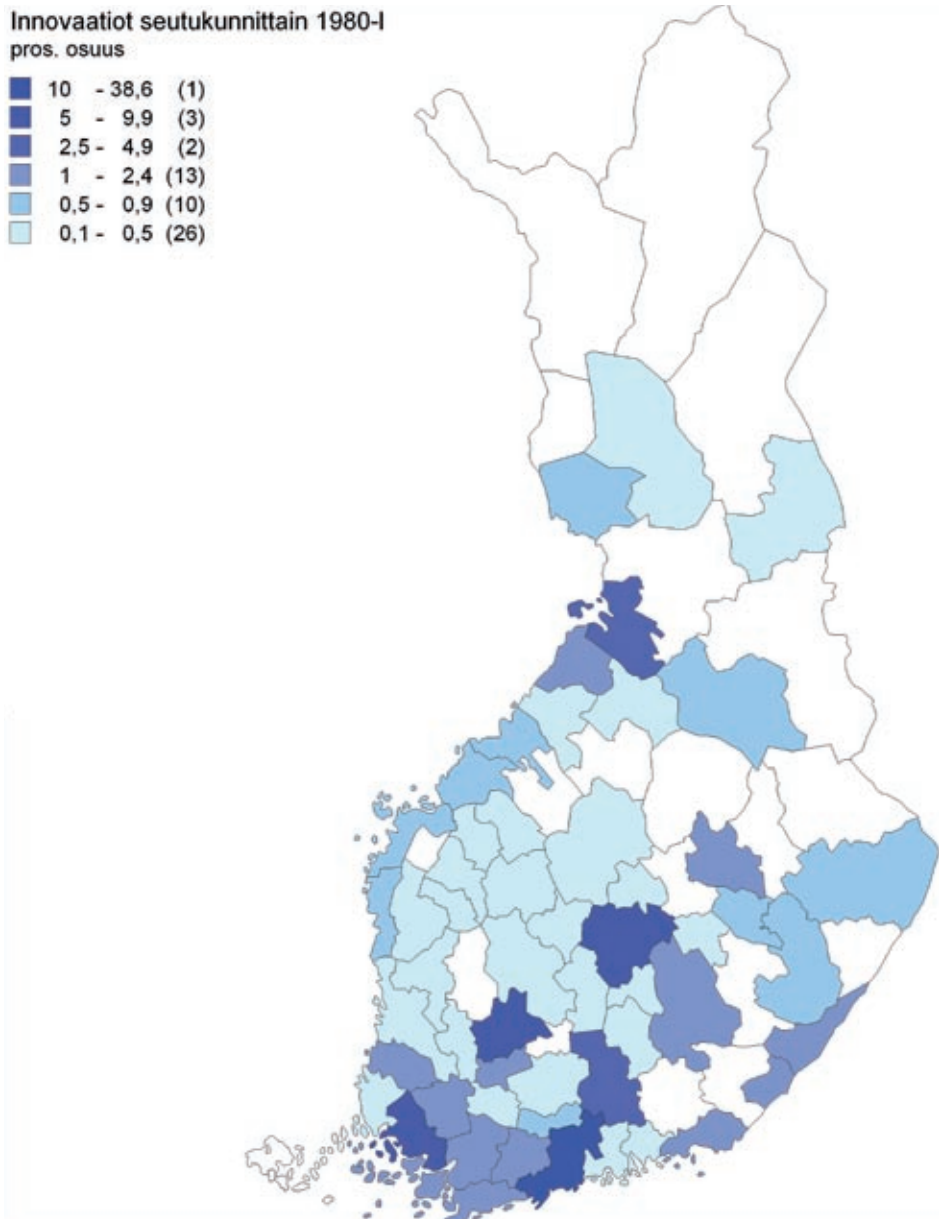 Innovaatiot seutukunnittain 1980-l
pros. osuus
10 - 38,6 (1)
5 - 9,9 (3)
2,5 - 4,9 (2)
1 - 2,4 (13)
0,5 - 0,9 (10)
0,1 - 0,5 (26)